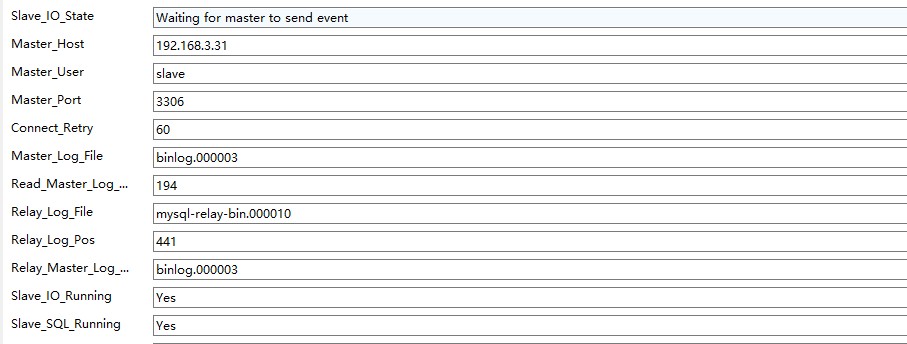 Slave_IO_State Waiting for master to send event
Master_Host 192.168.3.31
Master_User slave
Master_Port 3306
Connect_Retry 60
Master_Log_File binlog.000003
Read_Master_Log_... 194
Relay_Log_File mysql-relay-bin.000010
Relay_Log_Pos 441
Relay_Master_Log_... binlog.000003
Slave_IO_Running Yes
Slave_SQL_Running Yes